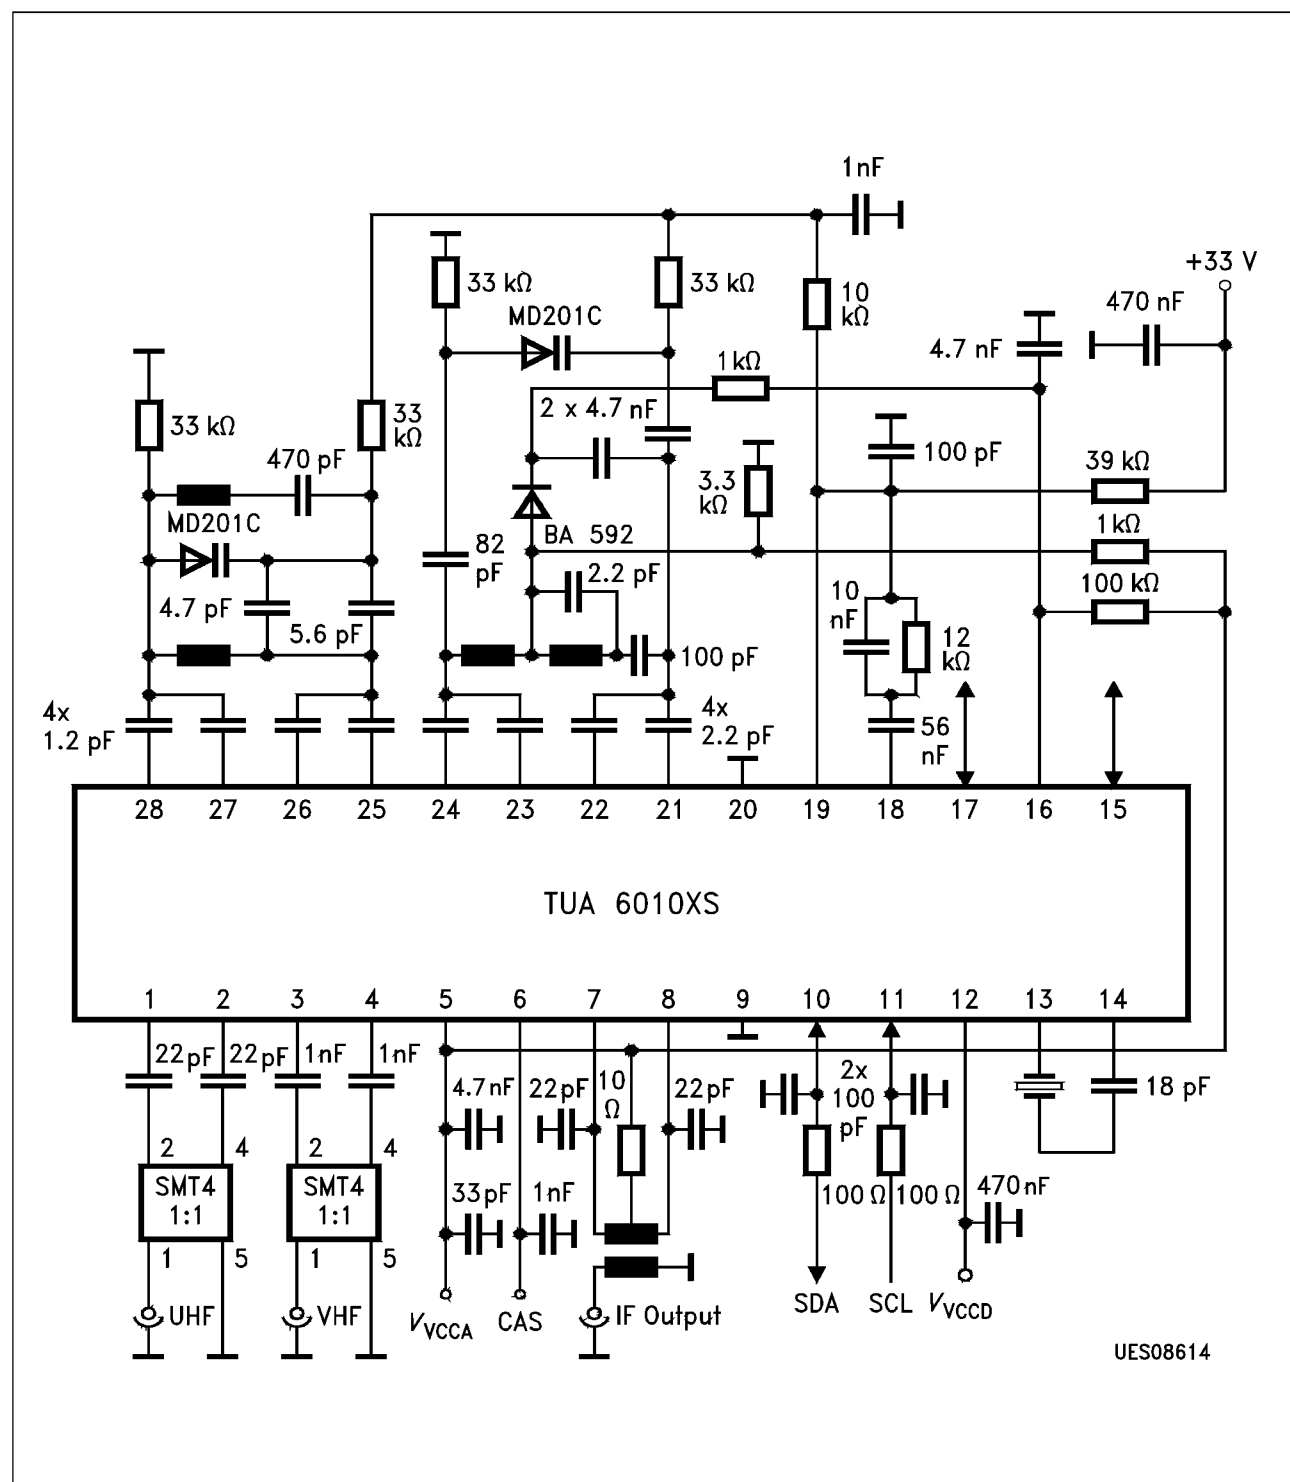 1nF
+33 V
33 kΩ
33 kΩ
10
kΩ
470 nF
MD201C
4.7 nF
1kΩ
33 kΩ
33
kΩ
2 x 4.7 nF
470 pF
100 pF
39 kΩ
3.3
kΩ
MD201C
BA 592
1kΩ
82
pF
2.2 pF
100 kΩ
4.7 pF
10
nF
5.6 pF
12
kΩ
100 pF
4x
1.2 pF
4x
2.2 pF
56
nF
28 27 26 25 24 23 22 21 20 19 18 17 16 15
TUA 6010XS
1 2 3 4 5 6 7 8 9 10 11 12 13 14
22pF
22pF
1nF
1nF
4.7nF
22pF
10
Ω
22pF
2x
100
pF
18 pF
2 4
2 4
SMT4
1:1
SMT4
1:1
33pF
1nF
100 Ω
100 Ω
470nF
1 5
1 5
UHF
VHF
VVCCA
CAS
IF Output
SDA
SCL
VVCCD
UES08614